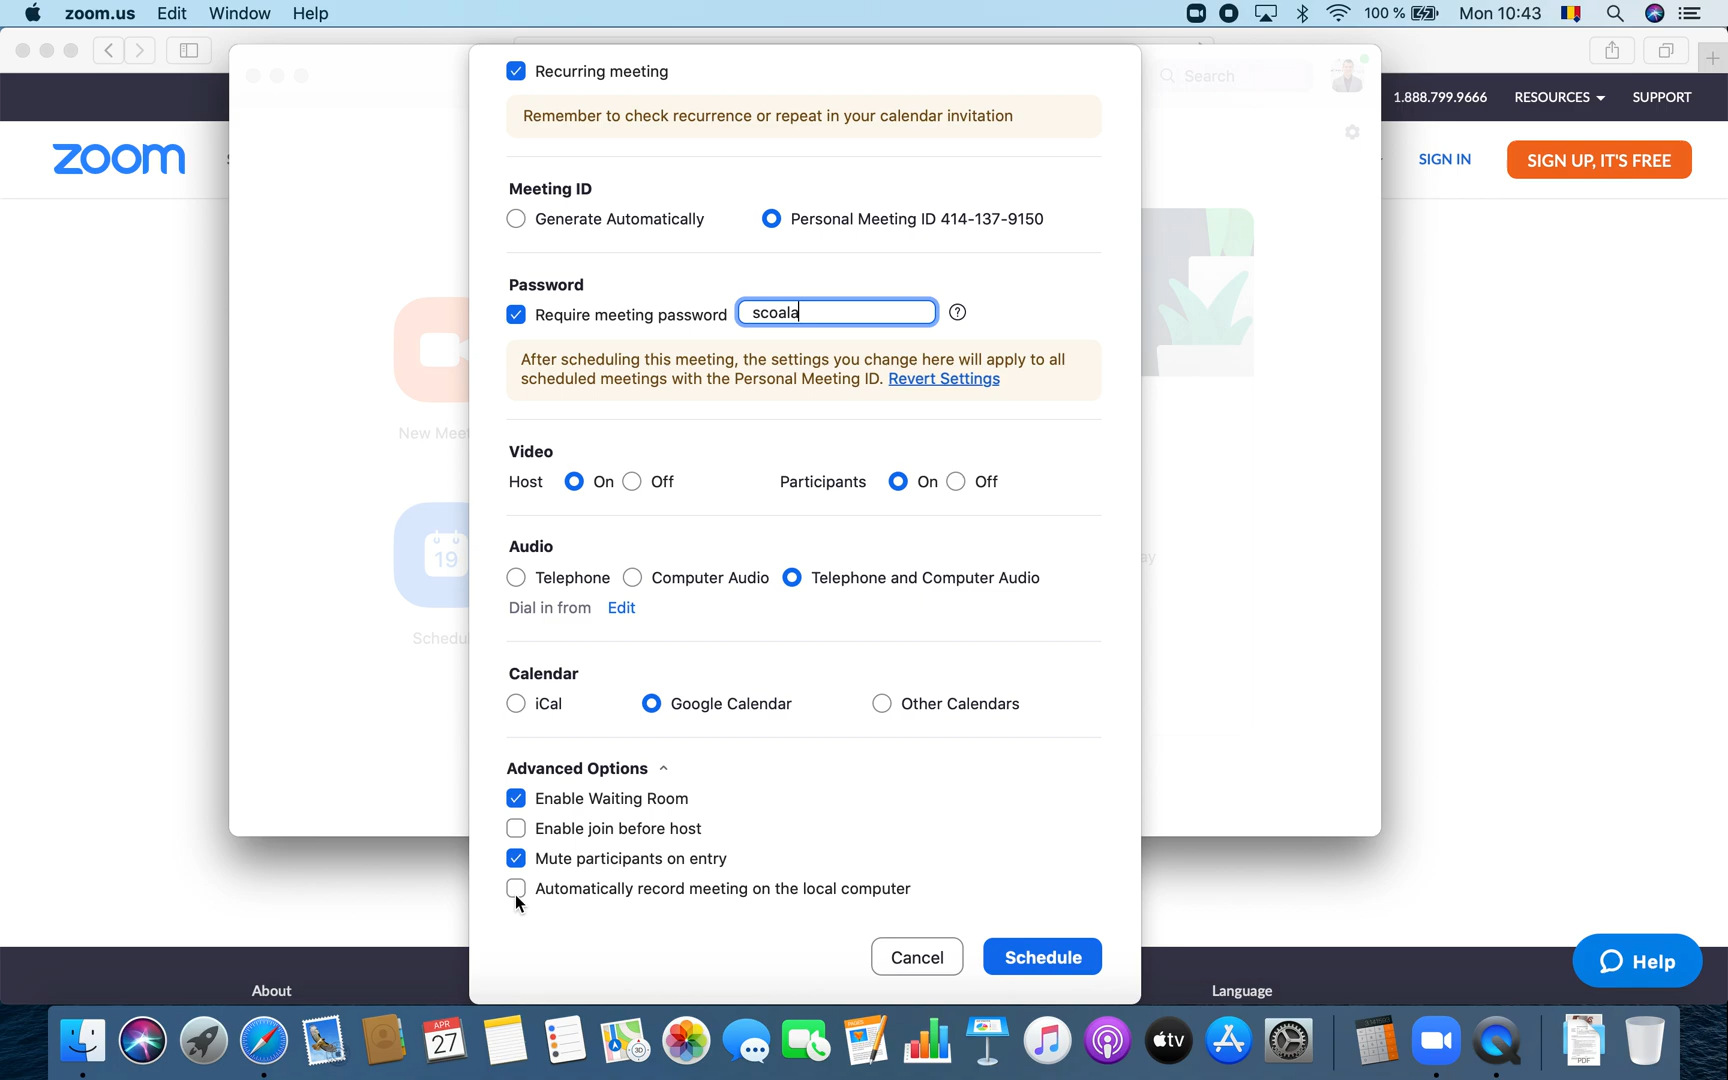 zoom.us Edit Window Help
100 % Mon 10:43
Search
1.888.799.9666 RESOURCES SUPPORT
zoom
SIGN IN SIGN UP, IT'S FREE
Recurring meeting
Remember to check recurrence or repeat in your calendar invitation
Meeting ID
Generate Automatically Personal Meeting ID 414-137-9150
Password
Require meeting password scoala ?
After scheduling this meeting, the settings you change here will apply to all
scheduled meetings with the Personal Meeting ID. Revert Settings
New Meet
Video
Host On Off Participants On Off
Audio
19
Telephone Computer Audio Telephone and Computer Audio
ay
Dial in from Edit
Schedu
Calendar
iCal Google Calendar Other Calendars
Advanced Options
Enable Waiting Room
Enable join before host
Mute participants on entry
Automatically record meeting on the local computer
Cancel Schedule
Help
About Language
APR
27
3D
PAGES
tv
PDF